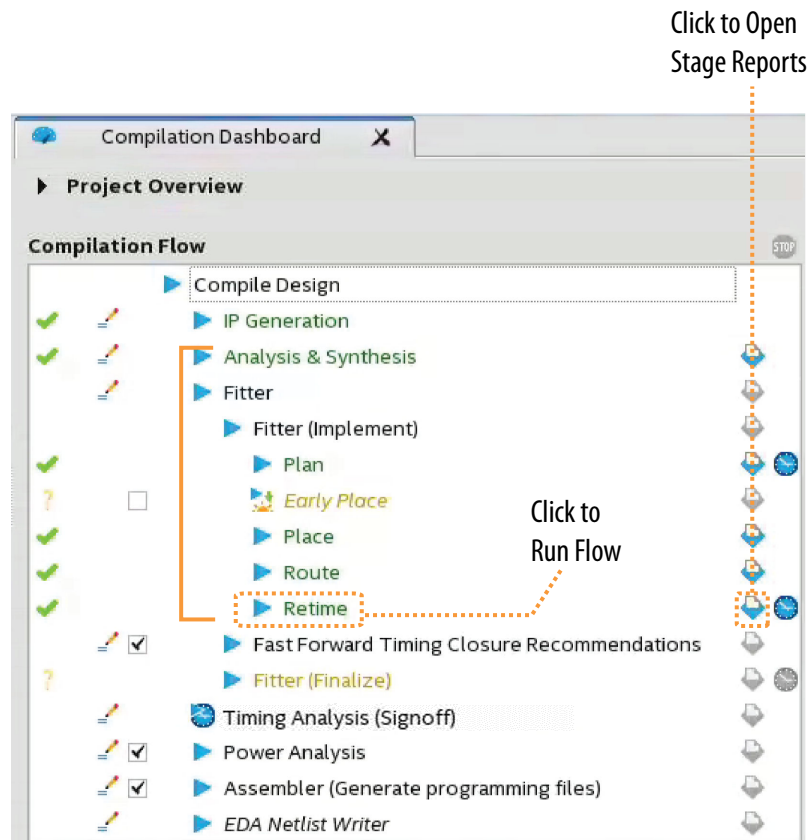 Click to Open
Stage Reports
Compilation Dashboard
Project Overview
Compilation Flow
STOP
Compile Design
IP Generation
Analysis & Synthesis
Fitter
Fitter (Implement)
Plan
Early Place
Click to
Run Flow
Place
Route
Retime
Fast Forward Timing Closure Recommendations
Fitter (Finalize)
Timing Analysis (Signoff)
Power Analysis
Assembler (Generate programming files)
EDA Netlist Writer